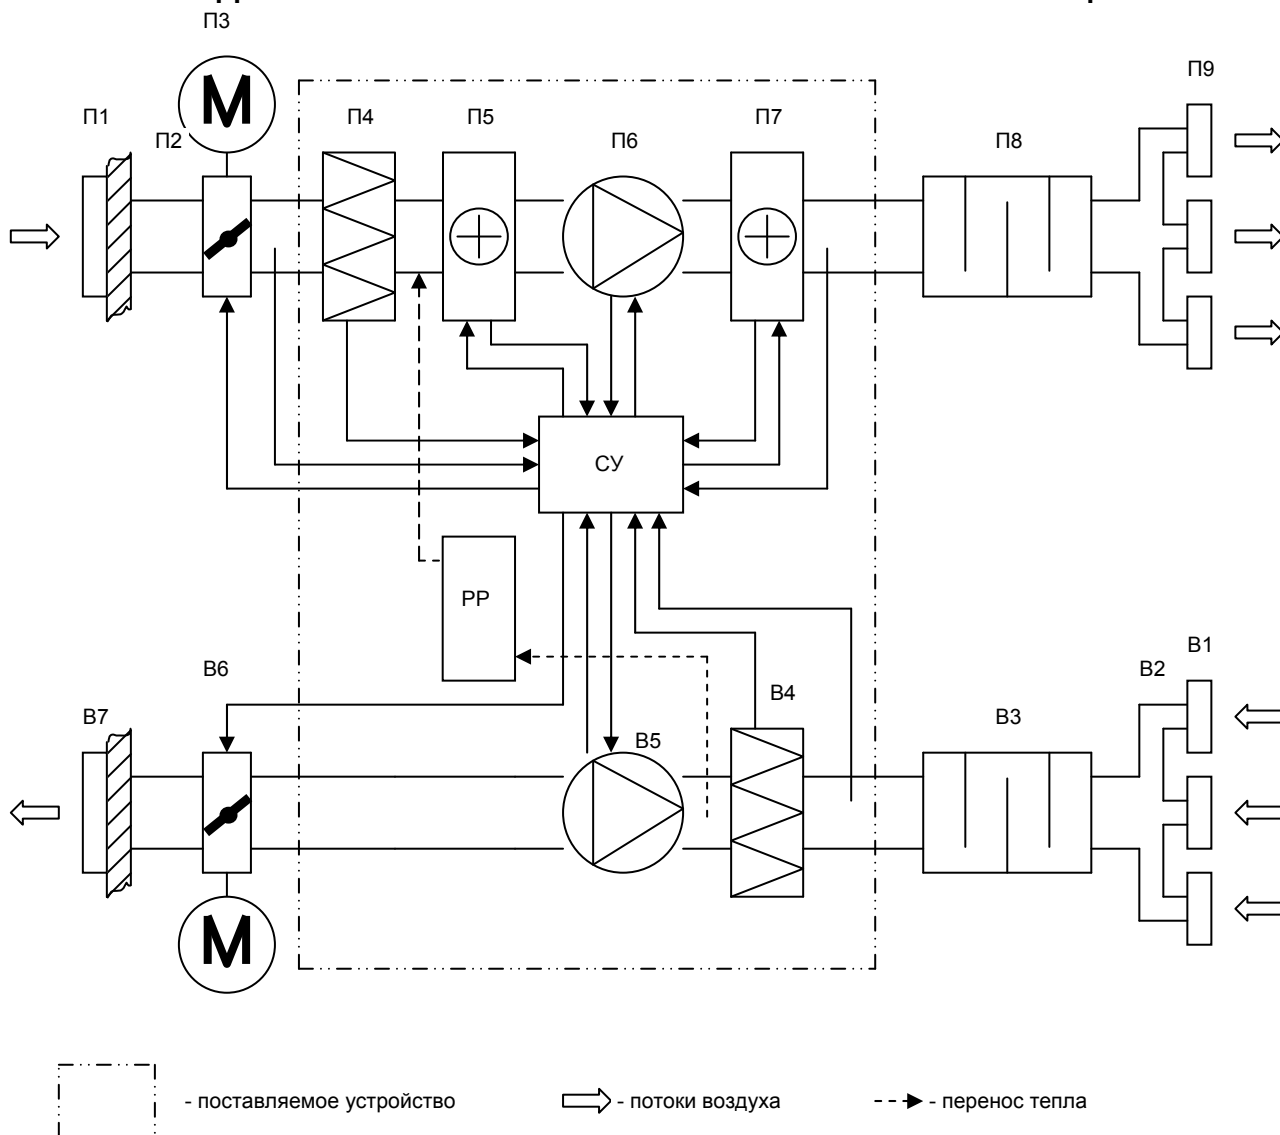 П3
П9
П1
П2
П4
П5
П6
П7
П8
М
СУ
РР
В6
В7
В5
В4
В3
В2
В1
М
- поставляемое устройство
- потоки воздуха
- перенос тепла